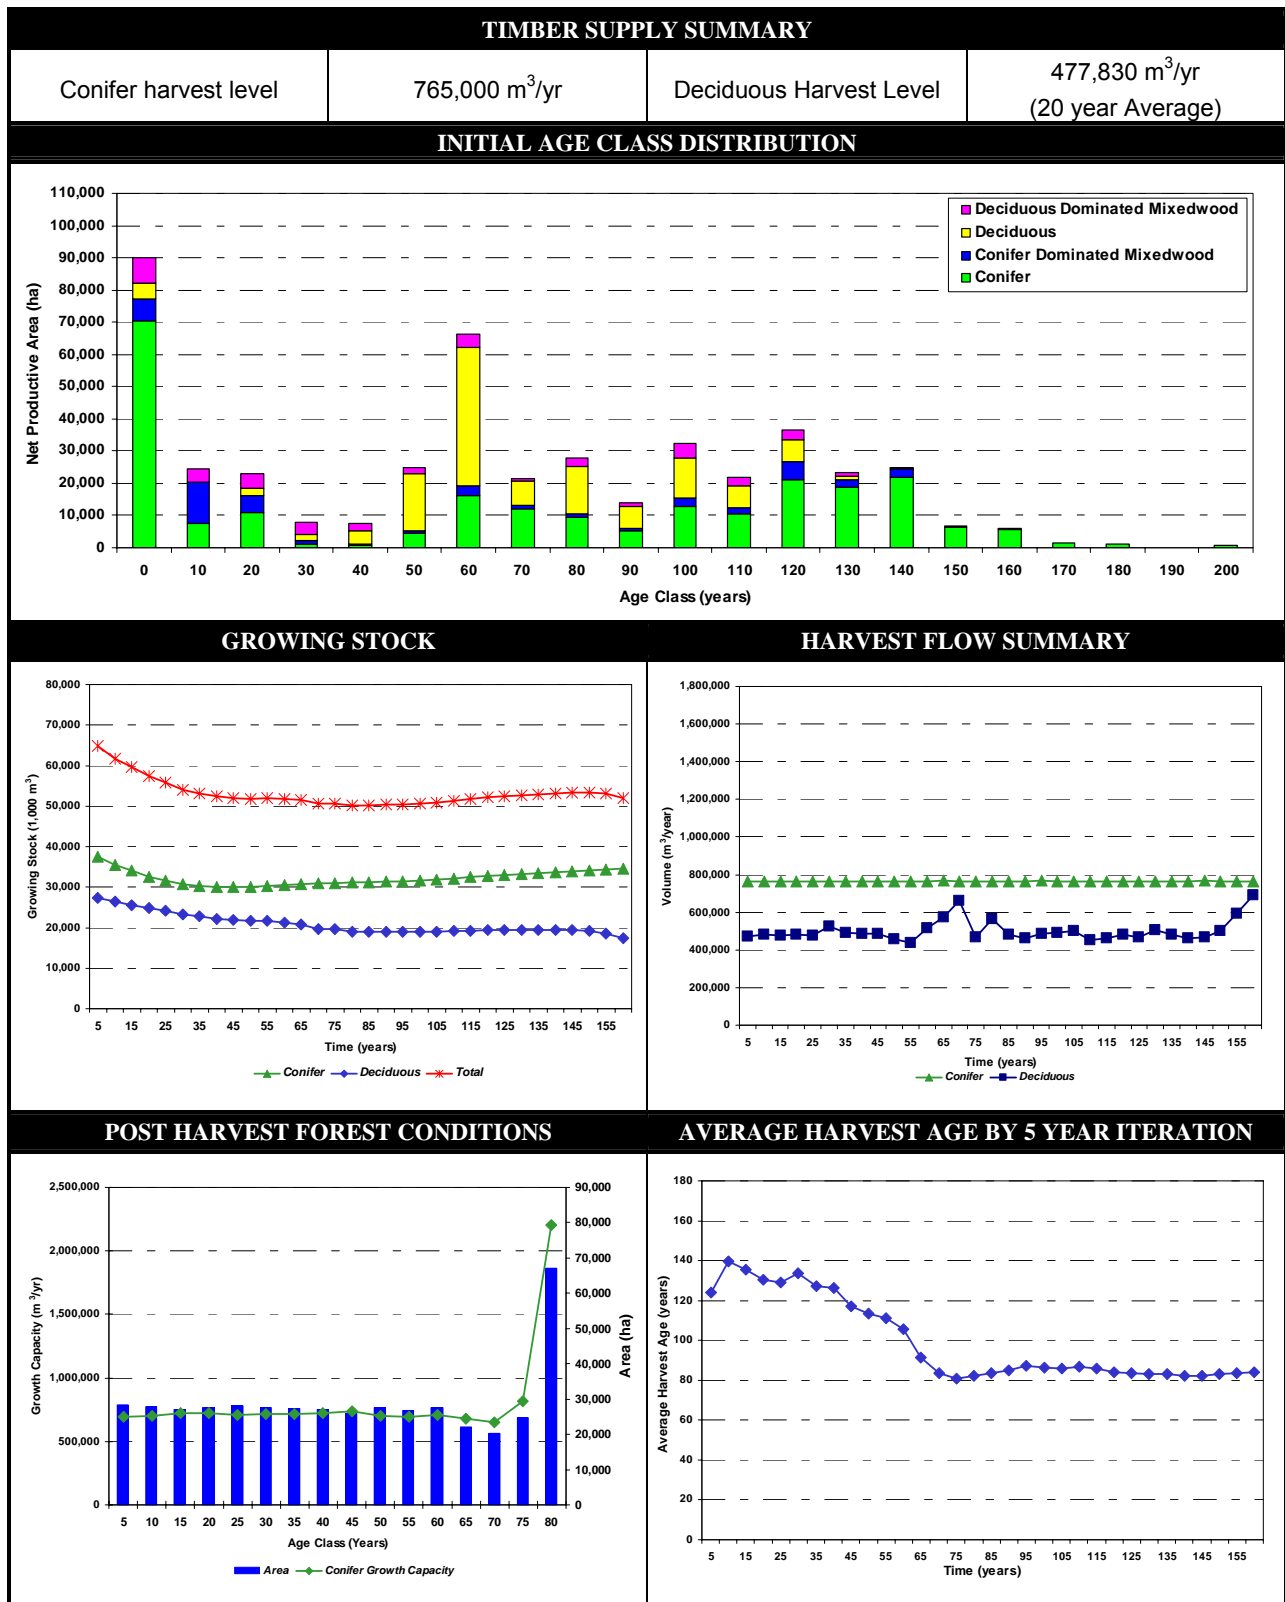 TIMBER SUPPLY SUMMARY
Conifer harvest level
765,000 m³/yr
Deciduous Harvest Level
477,830 m³/yr
(20 year Average)
INITIAL AGE CLASS DISTRIBUTION
Net Productive Area (ha)
110,000
100,000
90,000
80,000
70,000
60,000
50,000
40,000
30,000
20,000
10,000
0
Deciduous Dominated Mixedwood
Deciduous
Conifer Dominated Mixedwood
Conifer
0 10 20 30 40 50 60 70 80 90 100 110 120 130 140 150 160 170 180 190 200
Age Class (years)
GROWING STOCK
Growing Stock (1,000 m³)
80,000
70,000
60,000
50,000
40,000
30,000
20,000
10,000
0
5 15 25 35 45 55 65 75 85 95 105 115 125 135 145 155
Time (years)
Conifer Deciduous Total
HARVEST FLOW SUMMARY
Volume (m³/year)
1,800,000
1,600,000
1,400,000
1,200,000
1,000,000
800,000
600,000
400,000
200,000
0
5 15 25 35 45 55 65 75 85 95 105 115 125 135 145 155
Time (years)
Conifer Deciduous
POST HARVEST FOREST CONDITIONS
Growth Capacity (m³/yr)
2,500,000
2,000,000
1,500,000
1,000,000
500,000
0
90,000
80,000
70,000
60,000
50,000
40,000
30,000
20,000
10,000
0
Area (ha)
5 10 15 20 25 30 35 40 45 50 55 60 65 70 75 80
Age Class (Years)
Area Conifer Growth Capacity
AVERAGE HARVEST AGE BY 5 YEAR ITERATION
Average Harvest Age (years)
180
160
140
120
100
80
60
40
20
0
5 15 25 35 45 55 65 75 85 95 105 115 125 135 145 155
Time (years)